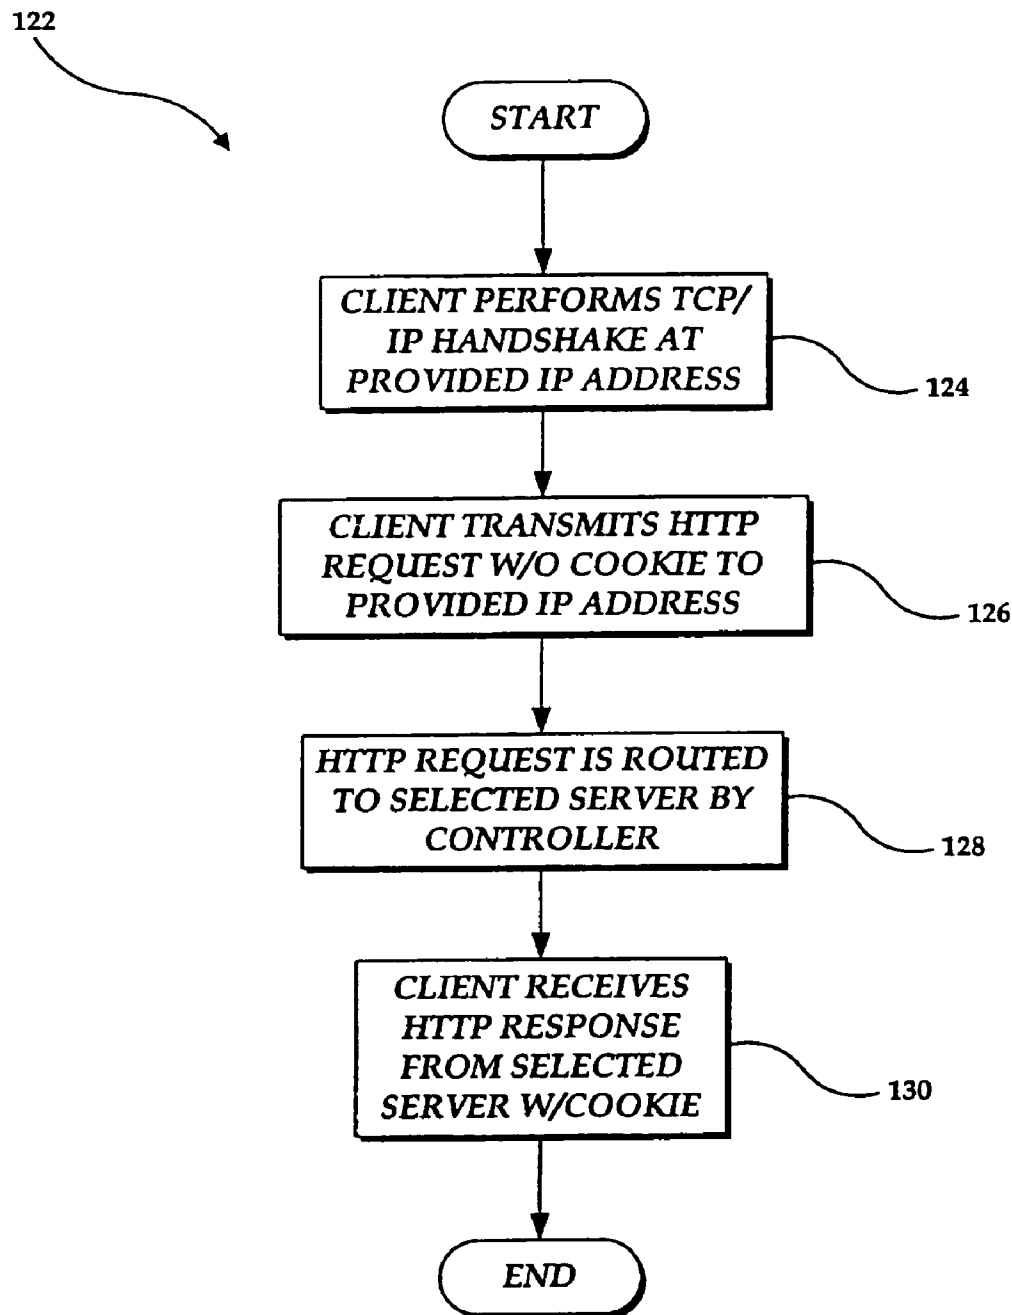 122
START
CLIENT PERFORMS TCP/
IP HANDSHAKE AT
PROVIDED IP ADDRESS
124
CLIENT TRANSMITS HTTP
REQUEST W/O COOKIE TO
PROVIDED IP ADDRESS
126
HTTP REQUEST IS ROUTED
TO SELECTED SERVER BY
CONTROLLER
128
CLIENT RECEIVES
HTTP RESPONSE
FROM SELECTED
SERVER W/COOKIE
130
END